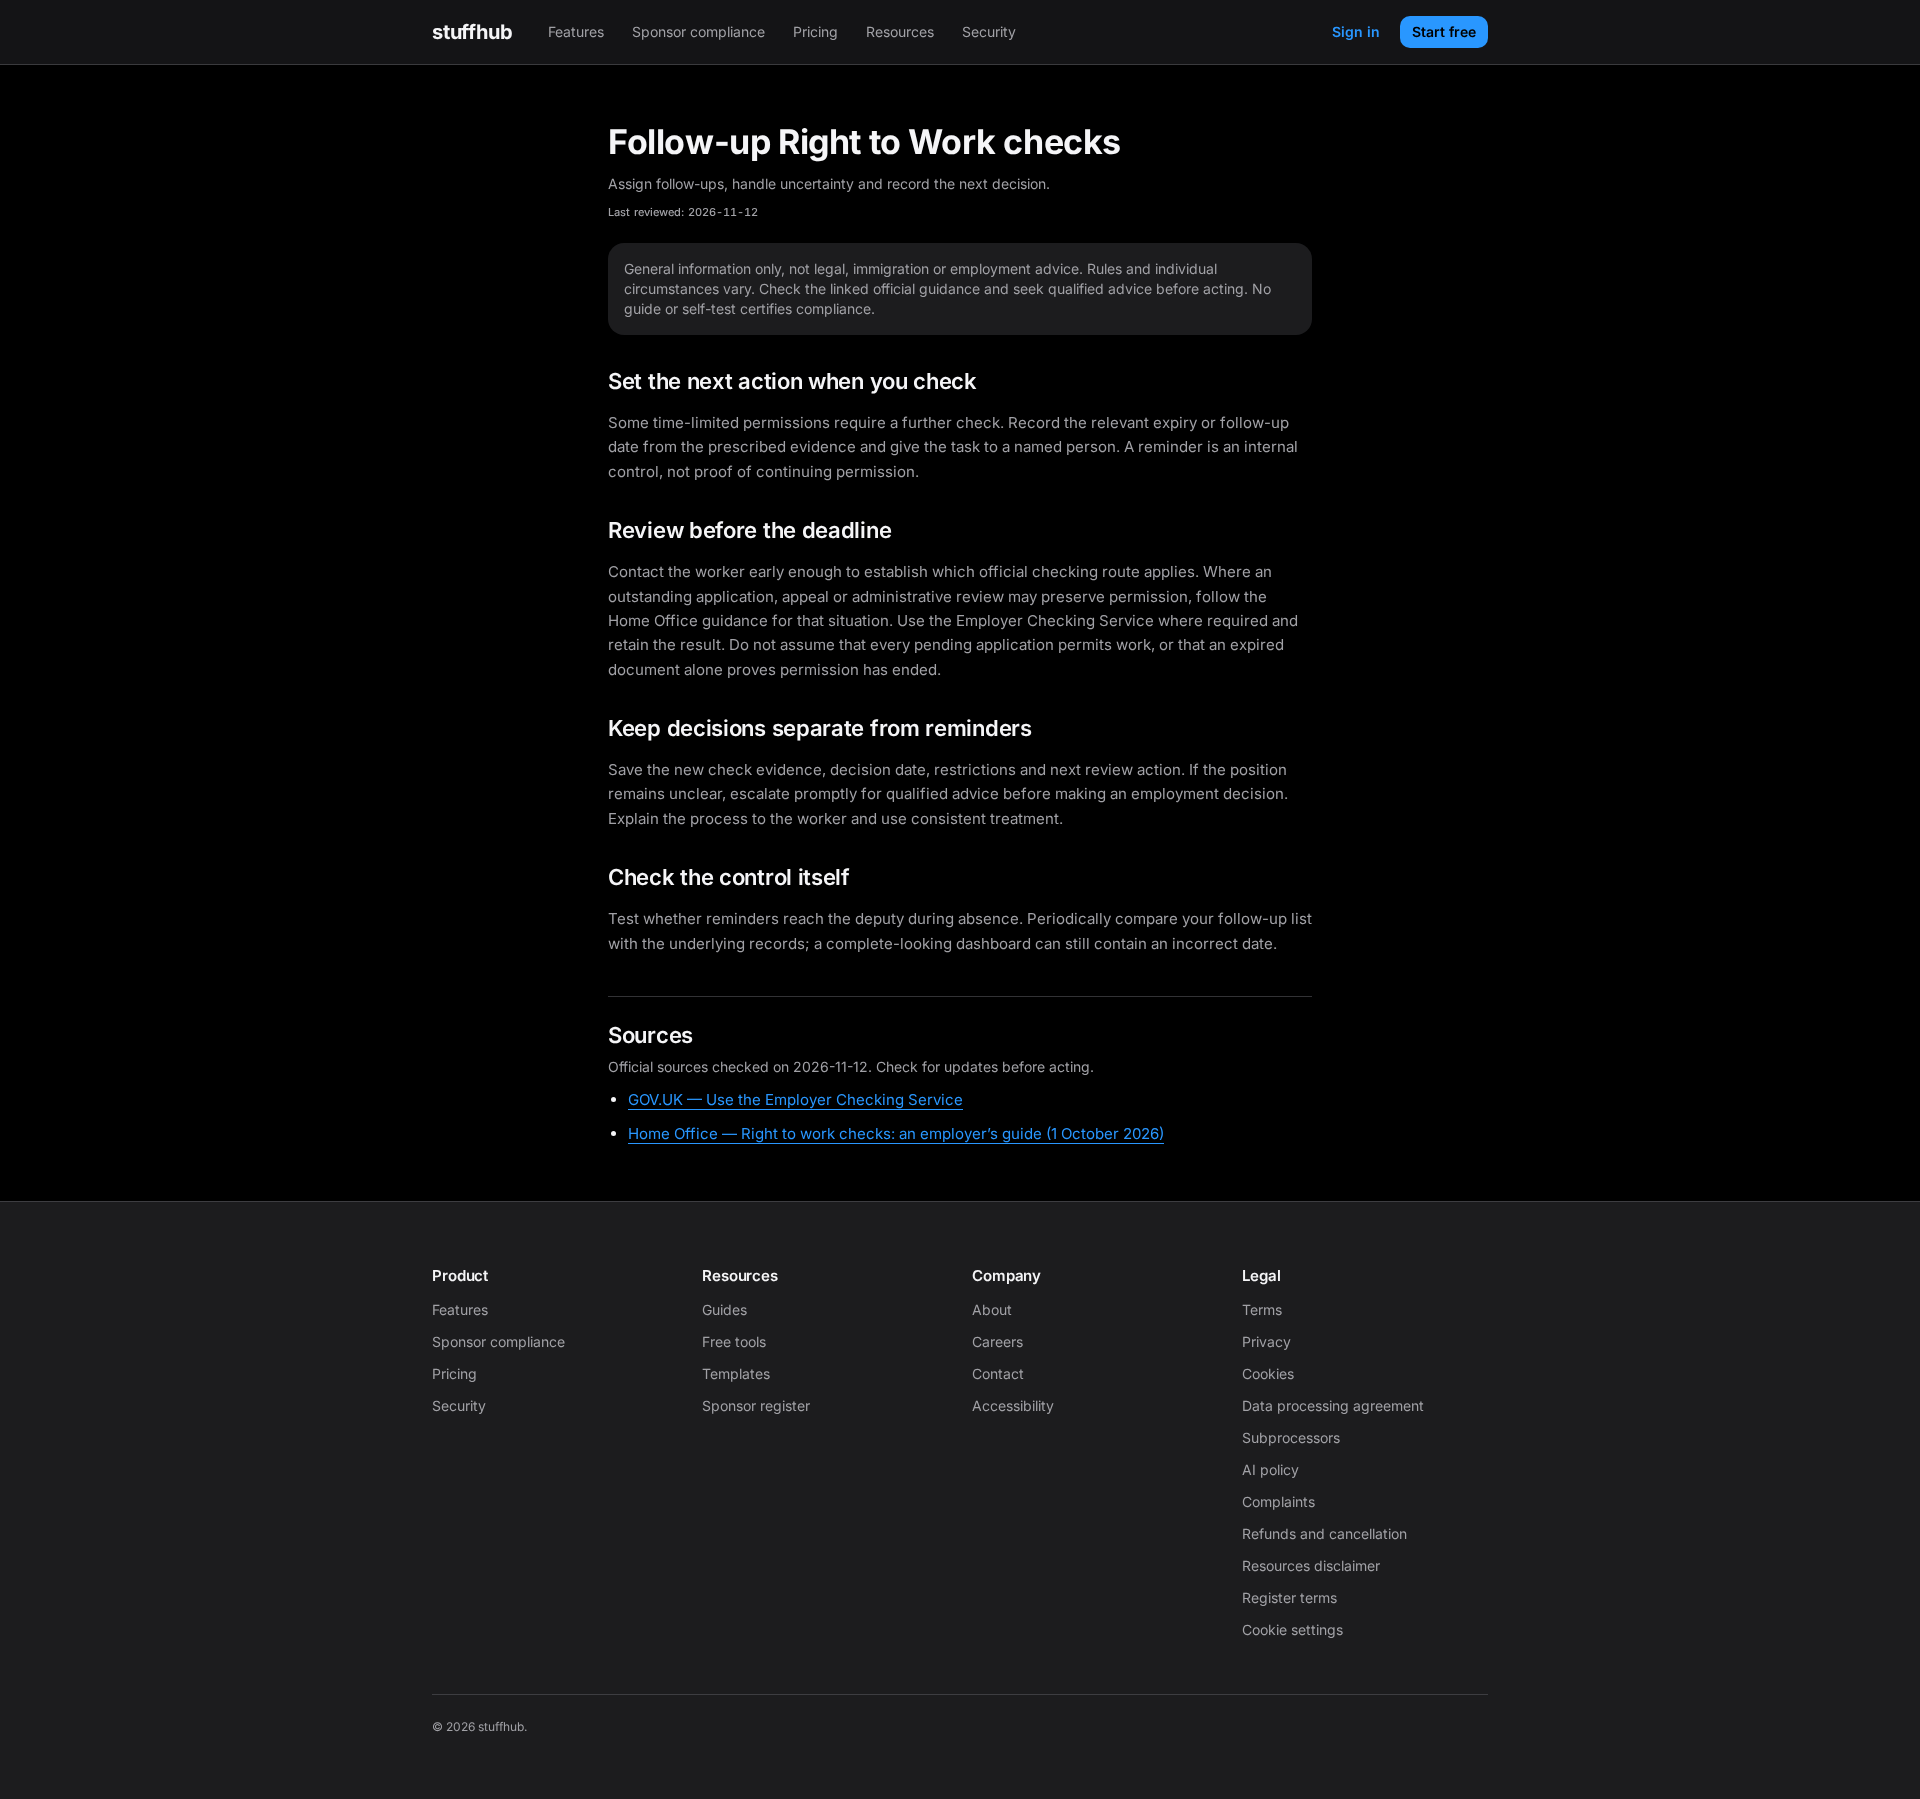 stuffhub
Features
Sponsor compliance
Pricing
Resources
Security
Sign in
Start free
Follow-up Right to Work checks
Assign follow-ups, handle uncertainty and record the next decision.
Last reviewed: 2026-11-12
General information only, not legal, immigration or employment advice. Rules and individual
circumstances vary. Check the linked official guidance and seek qualified advice before acting. No
guide or self-test certifies compliance.
Set the next action when you check
Some time-limited permissions require a further check. Record the relevant expiry or follow-up
date from the prescribed evidence and give the task to a named person. A reminder is an internal
control, not proof of continuing permission.
Review before the deadline
Contact the worker early enough to establish which official checking route applies. Where an
outstanding application, appeal or administrative review may preserve permission, follow the
Home Office guidance for that situation. Use the Employer Checking Service where required and
retain the result. Do not assume that every pending application permits work, or that an expired
document alone proves permission has ended.
Keep decisions separate from reminders
Save the new check evidence, decision date, restrictions and next review action. If the position
remains unclear, escalate promptly for qualified advice before making an employment decision.
Explain the process to the worker and use consistent treatment.
Check the control itself
Test whether reminders reach the deputy during absence. Periodically compare your follow-up list
with the underlying records; a complete-looking dashboard can still contain an incorrect date.
Sources
Official sources checked on 2026-11-12. Check for updates before acting.
GOV.UK — Use the Employer Checking Service
Home Office — Right to work checks: an employer’s guide (1 October 2026)
Product
Features
Sponsor compliance
Pricing
Security
Resources
Guides
Free tools
Templates
Sponsor register
Company
About
Careers
Contact
Accessibility
Legal
Terms
Privacy
Cookies
Data processing agreement
Subprocessors
AI policy
Complaints
Refunds and cancellation
Resources disclaimer
Register terms
Cookie settings
© 2026 stuffhub.